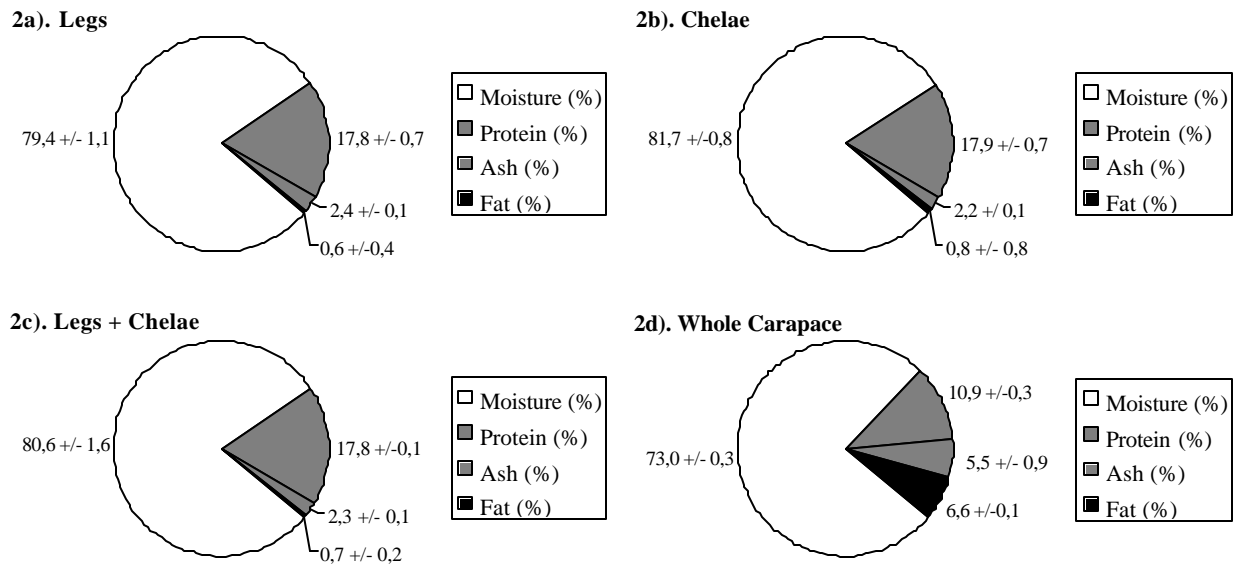 2a). Legs
79,4 +/- 1,1
17,8 +/- 0,7
2,4 +/- 0,1
0,6 +/-0,4
Moisture (%)
Protein (%)
Ash (%)
Fat (%)
2b). Chelae
81,7 +/-0,8
17,9 +/- 0,7
2,2 +/ 0,1
0,8 +/- 0,8
Moisture (%)
Protein (%)
Ash (%)
Fat (%)
2c). Legs + Chelae
80,6 +/- 1,6
17,8 +/-0,1
2,3 +/- 0,1
0,7 +/- 0,2
Moisture (%)
Protein (%)
Ash (%)
Fat (%)
2d). Whole Carapace
73,0 +/- 0,3
10,9 +/-0,3
5,5 +/- 0,9
6,6 +/-0,1
Moisture (%)
Protein (%)
Ash (%)
Fat (%)